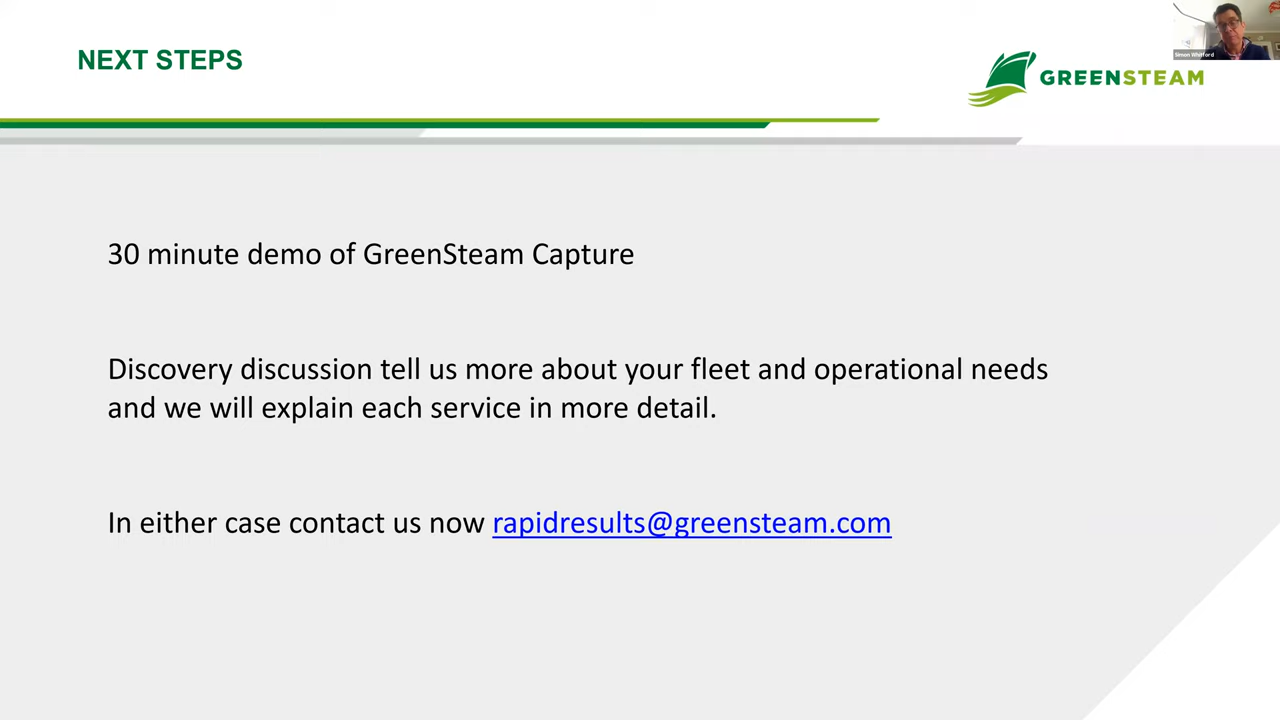 NEXT STEPS
Simon Whitford
GREENSTEAM
30 minute demo of GreenSteam Capture
Discovery discussion tell us more about your fleet and operational needs
and we will explain each service in more detail.
In either case contact us now rapidresults@greensteam.com